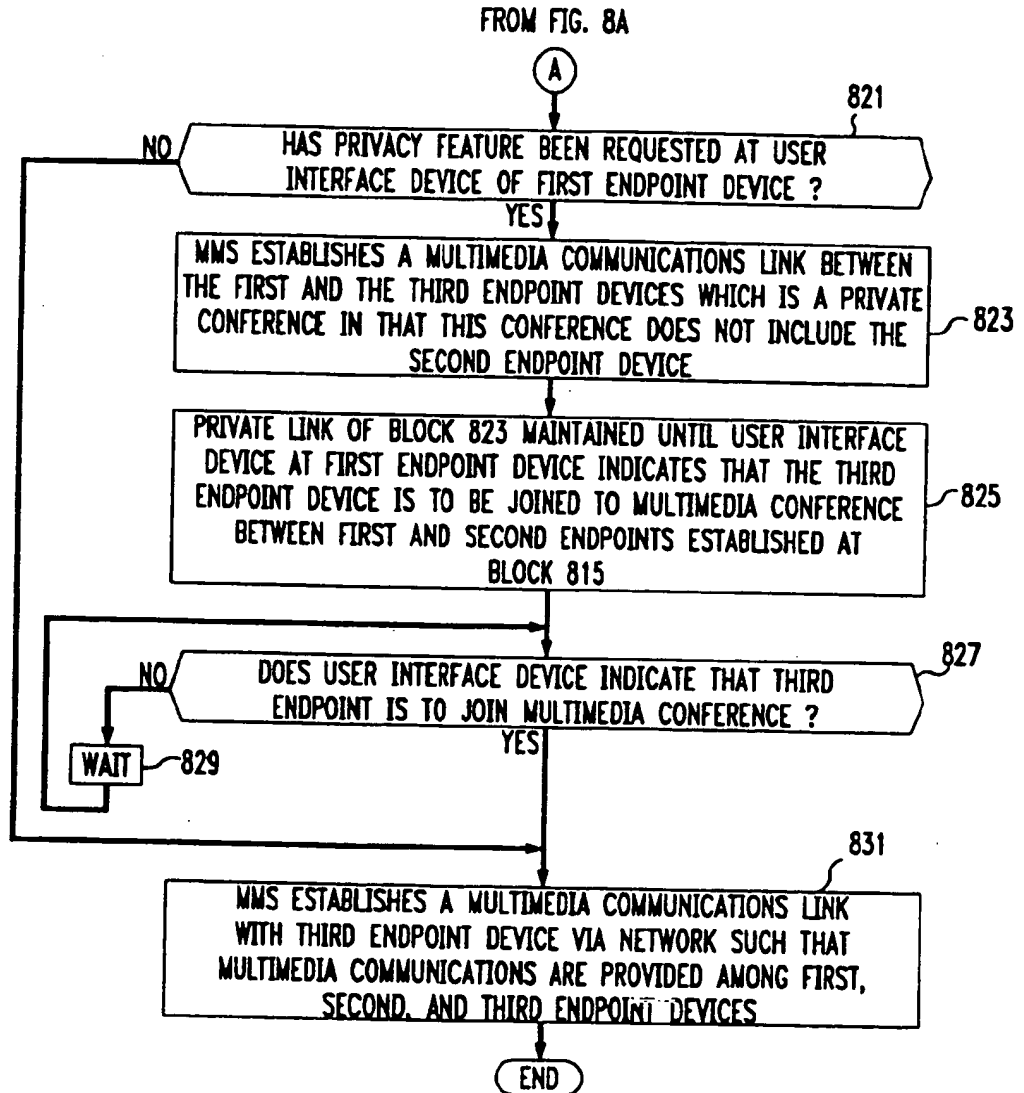 FROM FIG. 8A
A
821
HAS PRIVACY FEATURE BEEN REQUESTED AT USER
INTERFACE DEVICE OF FIRST ENDPOINT DEVICE ?
NO
YES
MMS ESTABLISHES A MULTIMEDIA COMMUNICATIONS LINK BETWEEN
THE FIRST AND THE THIRD ENDPOINT DEVICES WHICH IS A PRIVATE
CONFERENCE IN THAT THIS CONFERENCE DOES NOT INCLUDE THE
SECOND ENDPOINT DEVICE
823
PRIVATE LINK OF BLOCK 823 MAINTAINED UNTIL USER INTERFACE
DEVICE AT FIRST ENDPOINT DEVICE INDICATES THAT THE THIRD
ENDPOINT DEVICE IS TO BE JOINED TO MULTIMEDIA CONFERENCE
BETWEEN FIRST AND SECOND ENDPOINTS ESTABLISHED AT
BLOCK 815
825
827
DOES USER INTERFACE DEVICE INDICATE THAT THIRD
ENDPOINT IS TO JOIN MULTIMEDIA CONFERENCE ?
NO
YES
WAIT
829
831
MMS ESTABLISHES A MULTIMEDIA COMMUNICATIONS LINK
WITH THIRD ENDPOINT DEVICE VIA NETWORK SUCH THAT
MULTIMEDIA COMMUNICATIONS ARE PROVIDED AMONG FIRST,
SECOND, AND THIRD ENDPOINT DEVICES
END